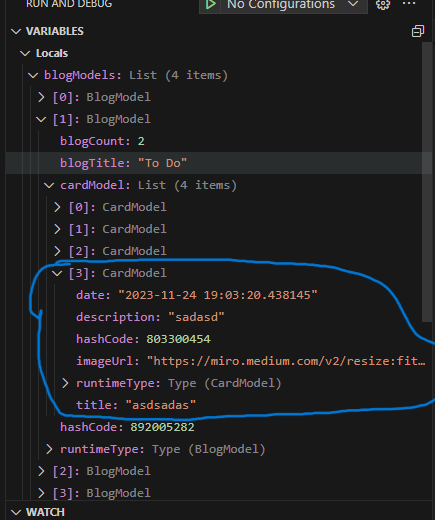 RUN AND DEBUG
No Configurations
VARIABLES
Locals
blogModels: List (4 items)
[0]: BlogModel
[1]: BlogModel
blogCount: 2
blogTitle: "To Do"
cardModel: List (4 items)
[0]: CardModel
[1]: CardModel
[2]: CardModel
[3]: CardModel
date: "2023-11-24 19:03:20.438145"
description: "sadasd"
hashCode: 803300454
imageUrl: "https://miro.medium.com/v2/resize:fit…
runtimeType: Type (CardModel)
title: "asdsadas"
hashCode: 892005282
runtimeType: Type (BlogModel)
[2]: BlogModel
[3]: BlogModel
WATCH